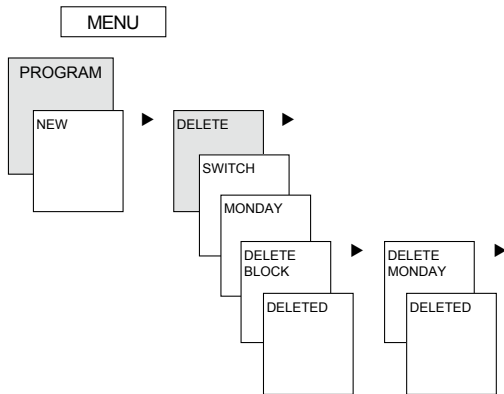 MENU
PROGRAM
NEW
DELETE
SWITCH
MONDAY
DELETE
BLOCK
DELETED
DELETE
MONDAY
DELETED